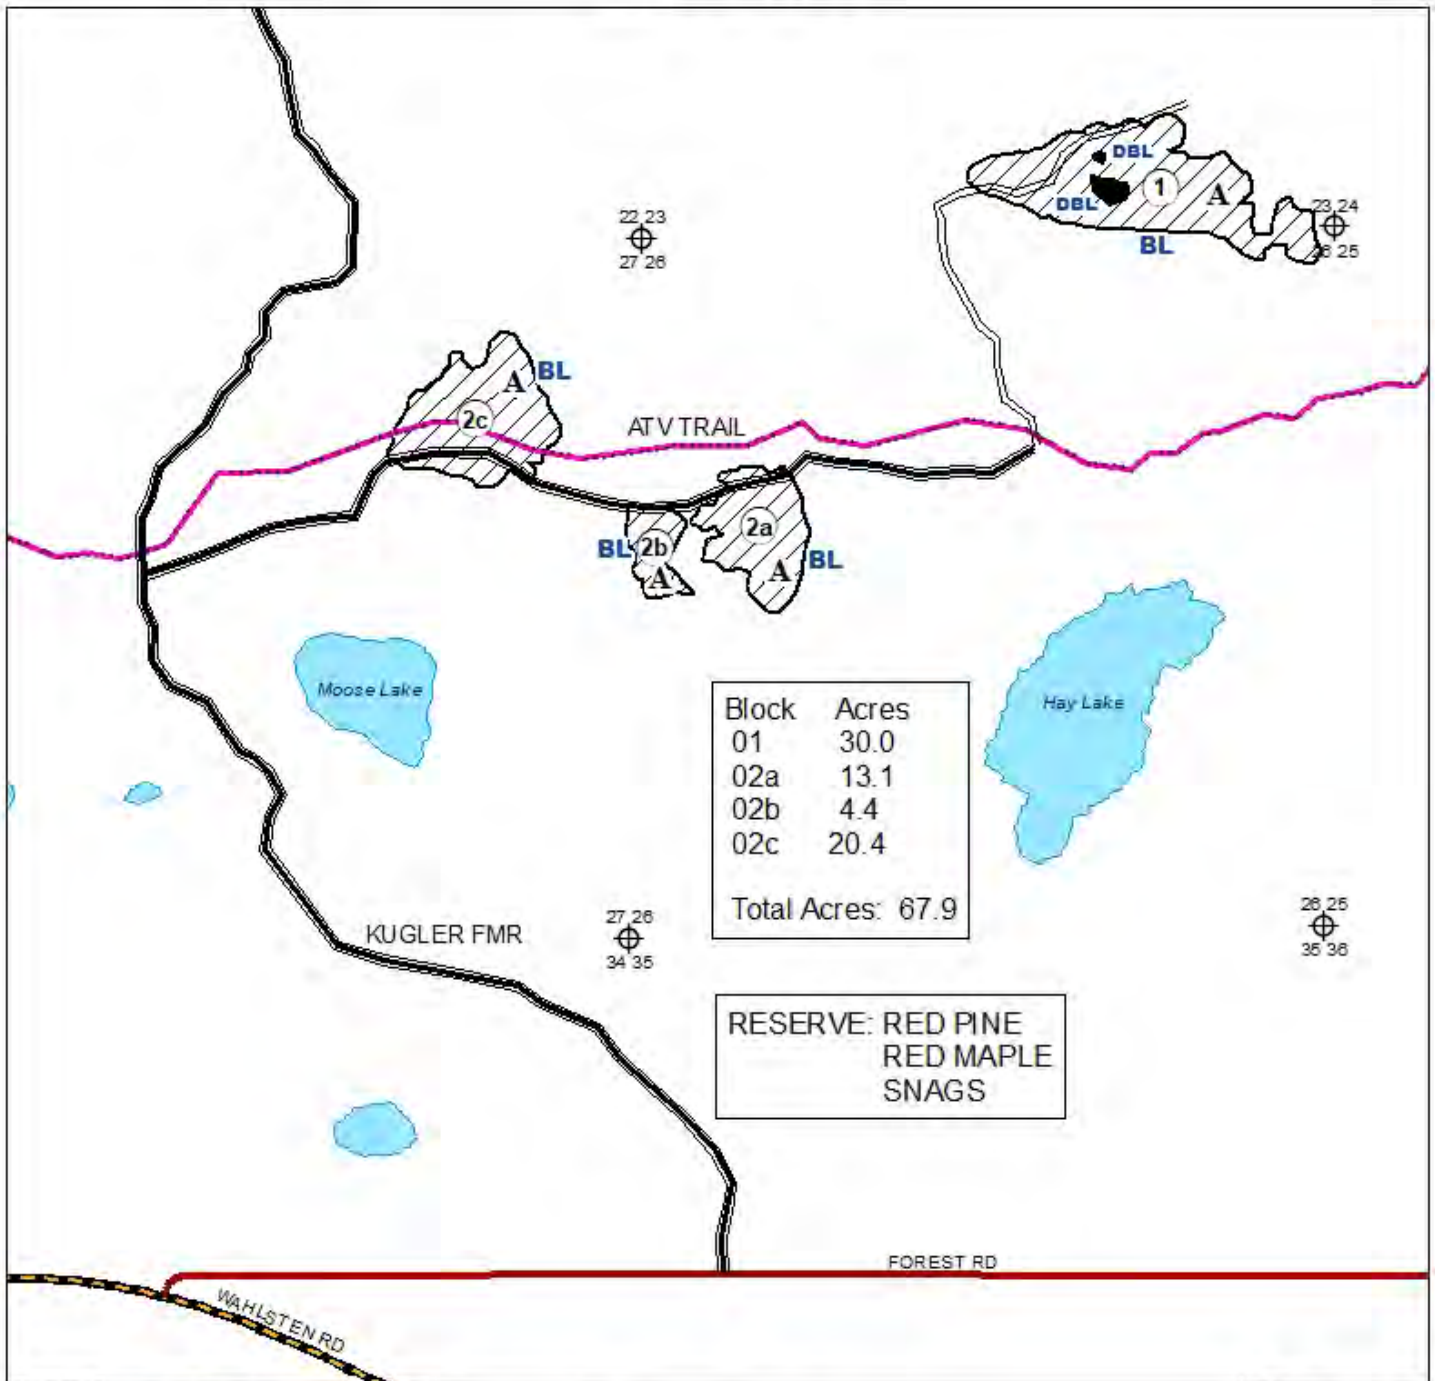 DBL
DBL
1
A
BL
23 24
26 25
22 23
27 26
A
BL
2c
ATV TRAIL
2a
BL
2b
A
A
BL
Moose Lake
Hay Lake
Block Acres
01 30.0
02a 13.1
02b 4.4
02c 20.4
Total Acres: 67.9
KUGLER FMR
27 26
34 35
26 25
35 36
RESERVE: RED PINE
RED MAPLE
SNAGS
FOREST RD
WAHLSTEN RD